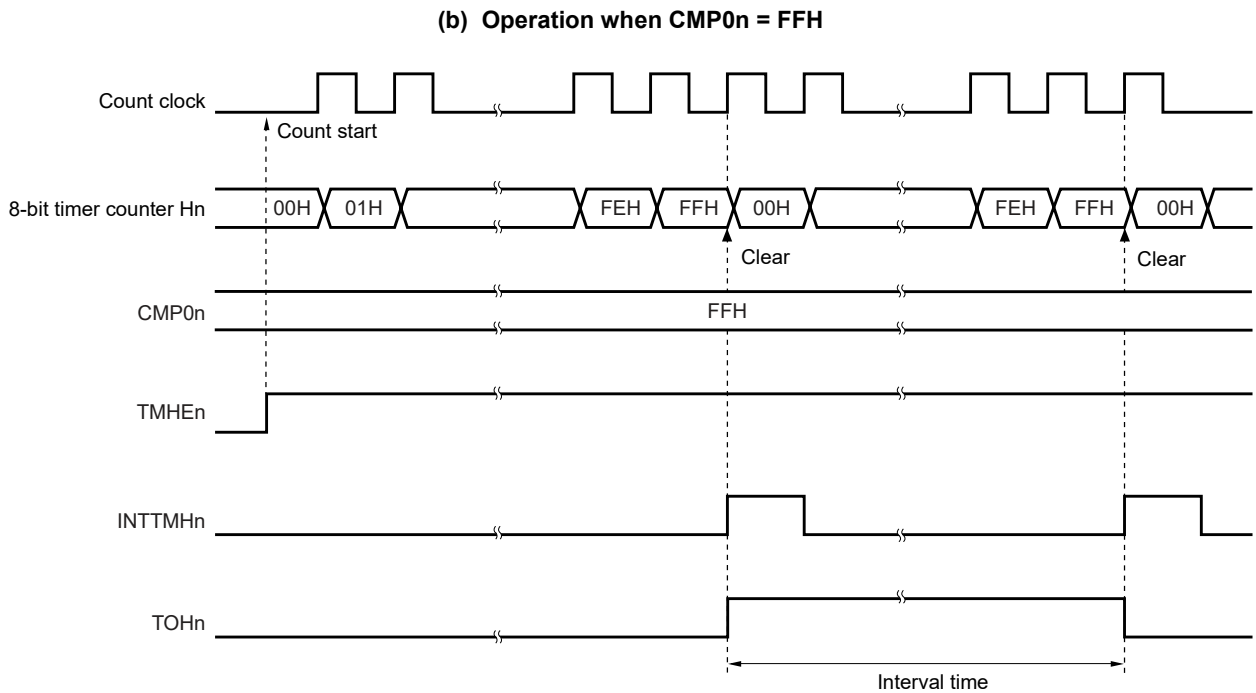 (b) Operation when CMP0n = FFH
Count clock
Count start
8-bit timer counter Hn
00H 01H FEH FFH 00H FEH FFH 00H
Clear Clear
CMP0n
FFH
TMHEn
INTTMHn
TOHn
Interval time